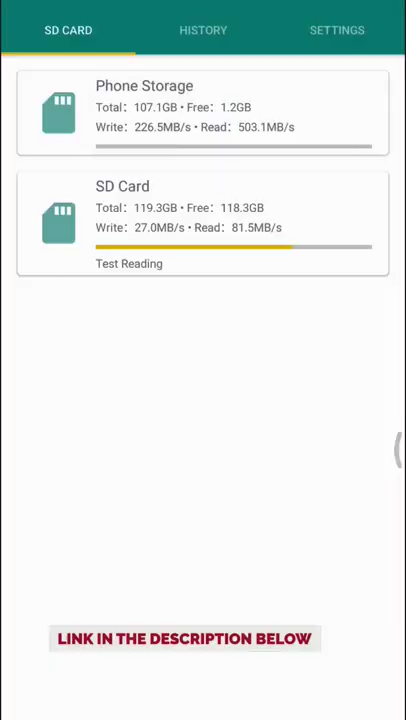 SD CARD HISTORY SETTINGS
Phone Storage
Total: 107.1GB • Free: 1.2GB
Write: 226.5MB/s • Read: 503.1MB/s
SD Card
Total: 119.3GB • Free: 118.3GB
Write: 27.0MB/s • Read: 81.5MB/s
Test Reading
LINK IN THE DESCRIPTION BELOW